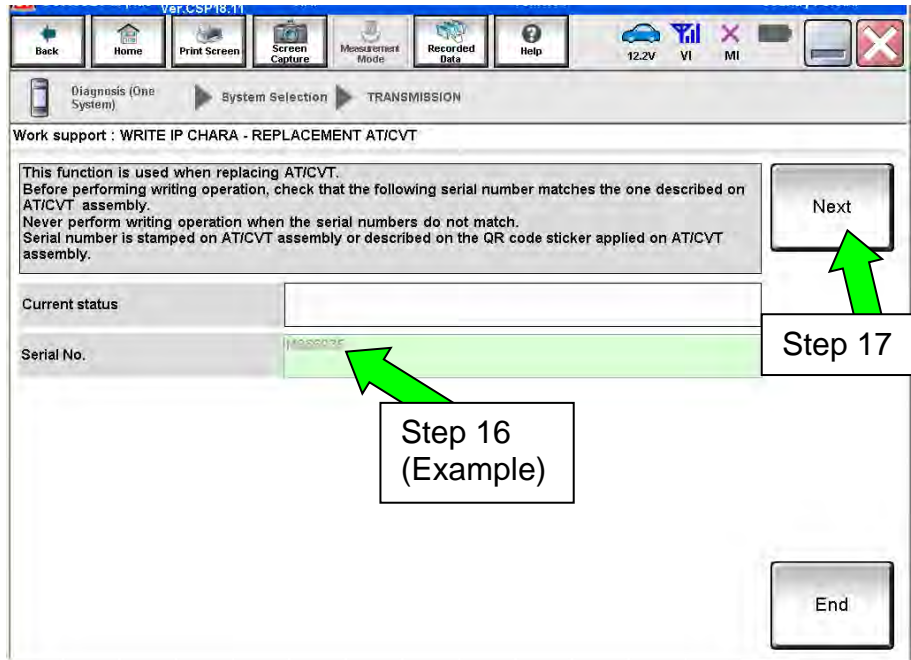 Ver.CSP18.11
Back
Home
Print Screen
Screen
Capture
Measurement
Mode
Recorded
Data
Help
12.2V
VI
MI
Diagnosis (One
System)
System Selection
TRANSMISSION
Work support : WRITE IP CHARA - REPLACEMENT AT/CVT
This function is used when replacing AT/CVT.
Before performing writing operation, check that the following serial number matches the one described on
AT/CVT assembly.
Never perform writing operation when the serial numbers do not match.
Serial number is stamped on AT/CVT assembly or described on the QR code sticker applied on AT/CVT
assembly.
Next
Current status
Serial No.
Step 17
Step 16
(Example)
End